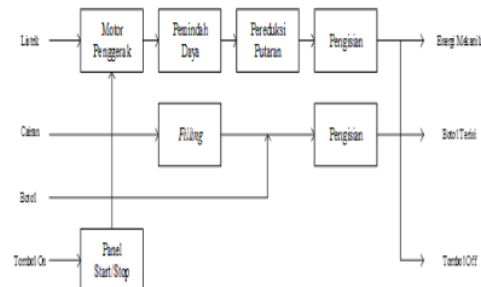 Listrik
Motor
Penggerak
Pemindah
Daya
Pereduksi
Putaran
Pengisian
Energi Mekanik
Cairan
Filling
Pengisian
Botol Terisi
Botol
Tombol On
Panel
Start/Stop
Tombol Off